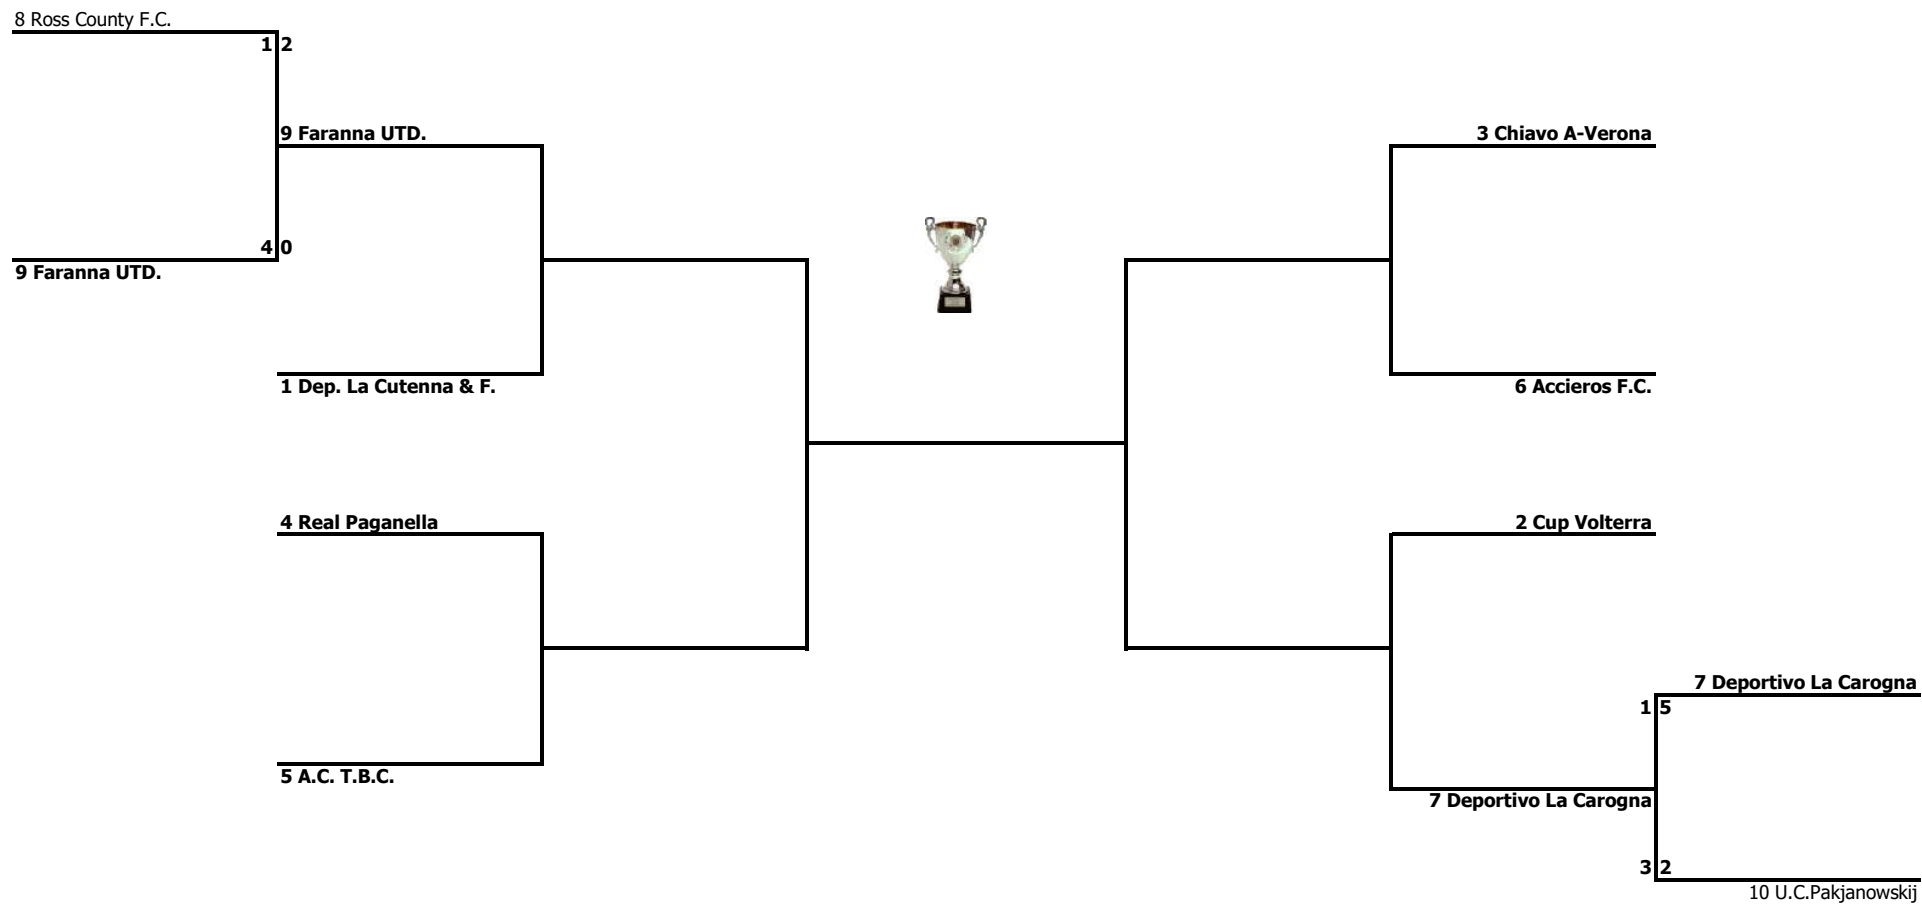 8 Ross County F.C.
1 2
9 Faranna UTD.
3 Chiavo A-Verona
4 0
9 Faranna UTD.
1 Dep. La Cutenna & F.
6 Accieros F.C.
4 Real Paganella
2 Cup Volterra
7 Deportivo La Carogna
1 5
5 A.C. T.B.C.
7 Deportivo La Carogna
3 2
10 U.C.Pakjanowskij